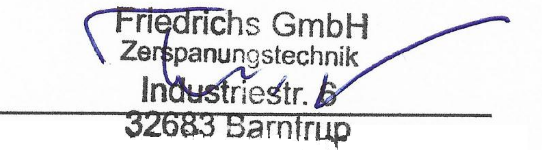 Friedrichs GmbH
Zerspanungstechnik
Industriestr. 6
32683 Barntrup